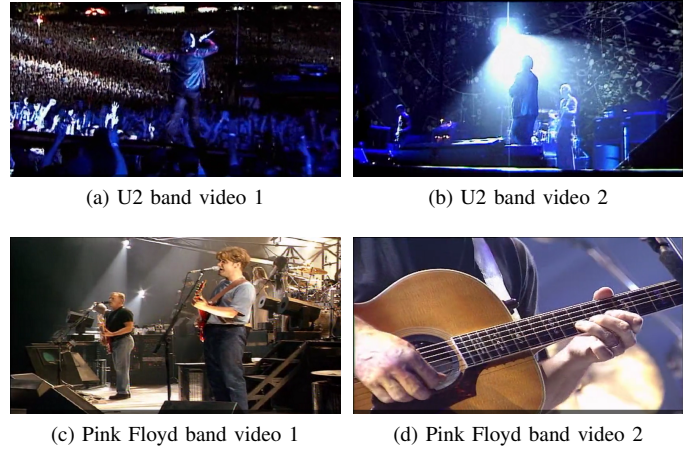 (a) U2 band video 1
(b) U2 band video 2
(c) Pink Floyd band video 1
(d) Pink Floyd band video 2